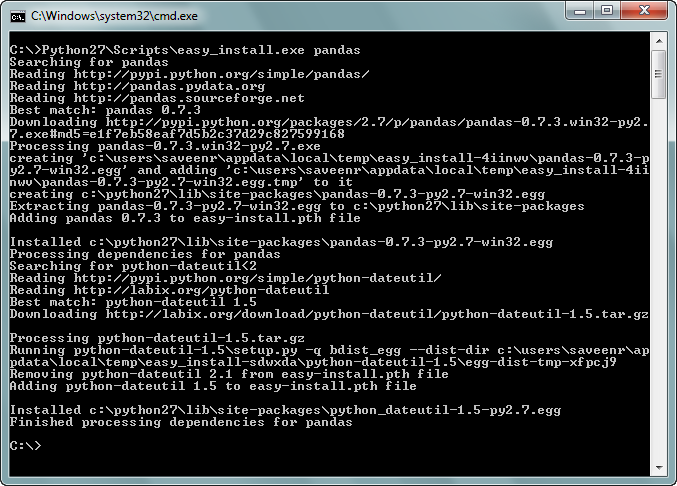 C:\Windows\system32\cmd.exe
C:\>Python27\Scripts\easy_install.exe pandas
Searching for pandas
Reading http://pypi.python.org/simple/pandas/
Reading http://pandas.pydata.org
Reading http://pandas.sourceforge.net
Best match: pandas 0.7.3
Downloading http://pypi.python.org/packages/2.7/p/pandas/pandas-0.7.3.win32-py2.
7.exe#md5=e1f7eb58eaf7d5b2c37d29c827599168
Processing pandas-0.7.3.win32-py2.7.exe
creating 'c:\users\saveenr\appdata\local\temp\easy_install-4iinwv\pandas-0.7.3-p
y2.7-win32.egg' and adding 'c:\users\saveenr\appdata\local\temp\easy_install-4ii
nwv\pandas-0.7.3-py2.7-win32.egg.tmp' to it
creating c:\python27\lib\site-packages\pandas-0.7.3-py2.7-win32.egg
Extracting pandas-0.7.3-py2.7-win32.egg to c:\python27\lib\site-packages
Adding pandas 0.7.3 to easy-install.pth file
Installed c:\python27\lib\site-packages\pandas-0.7.3-py2.7-win32.egg
Processing dependencies for pandas
Searching for python-dateutil<2
Reading http://pypi.python.org/simple/python-dateutil/
Reading http://labix.org/python-dateutil
Best match: python-dateutil 1.5
Downloading http://labix.org/download/python-dateutil/python-dateutil-1.5.tar.gz
Processing python-dateutil-1.5.tar.gz
Running python-dateutil-1.5\setup.py -q bdist_egg --dist-dir c:\users\saveenr\ap
pdata\local\temp\easy_install-sdwxda\python-dateutil-1.5\egg-dist-tmp-xfpcj9
Removing python-dateutil 2.1 from easy-install.pth file
Adding python-dateutil 1.5 to easy-install.pth file
Installed c:\python27\lib\site-packages\python_dateutil-1.5-py2.7.egg
Finished processing dependencies for pandas
C:\>